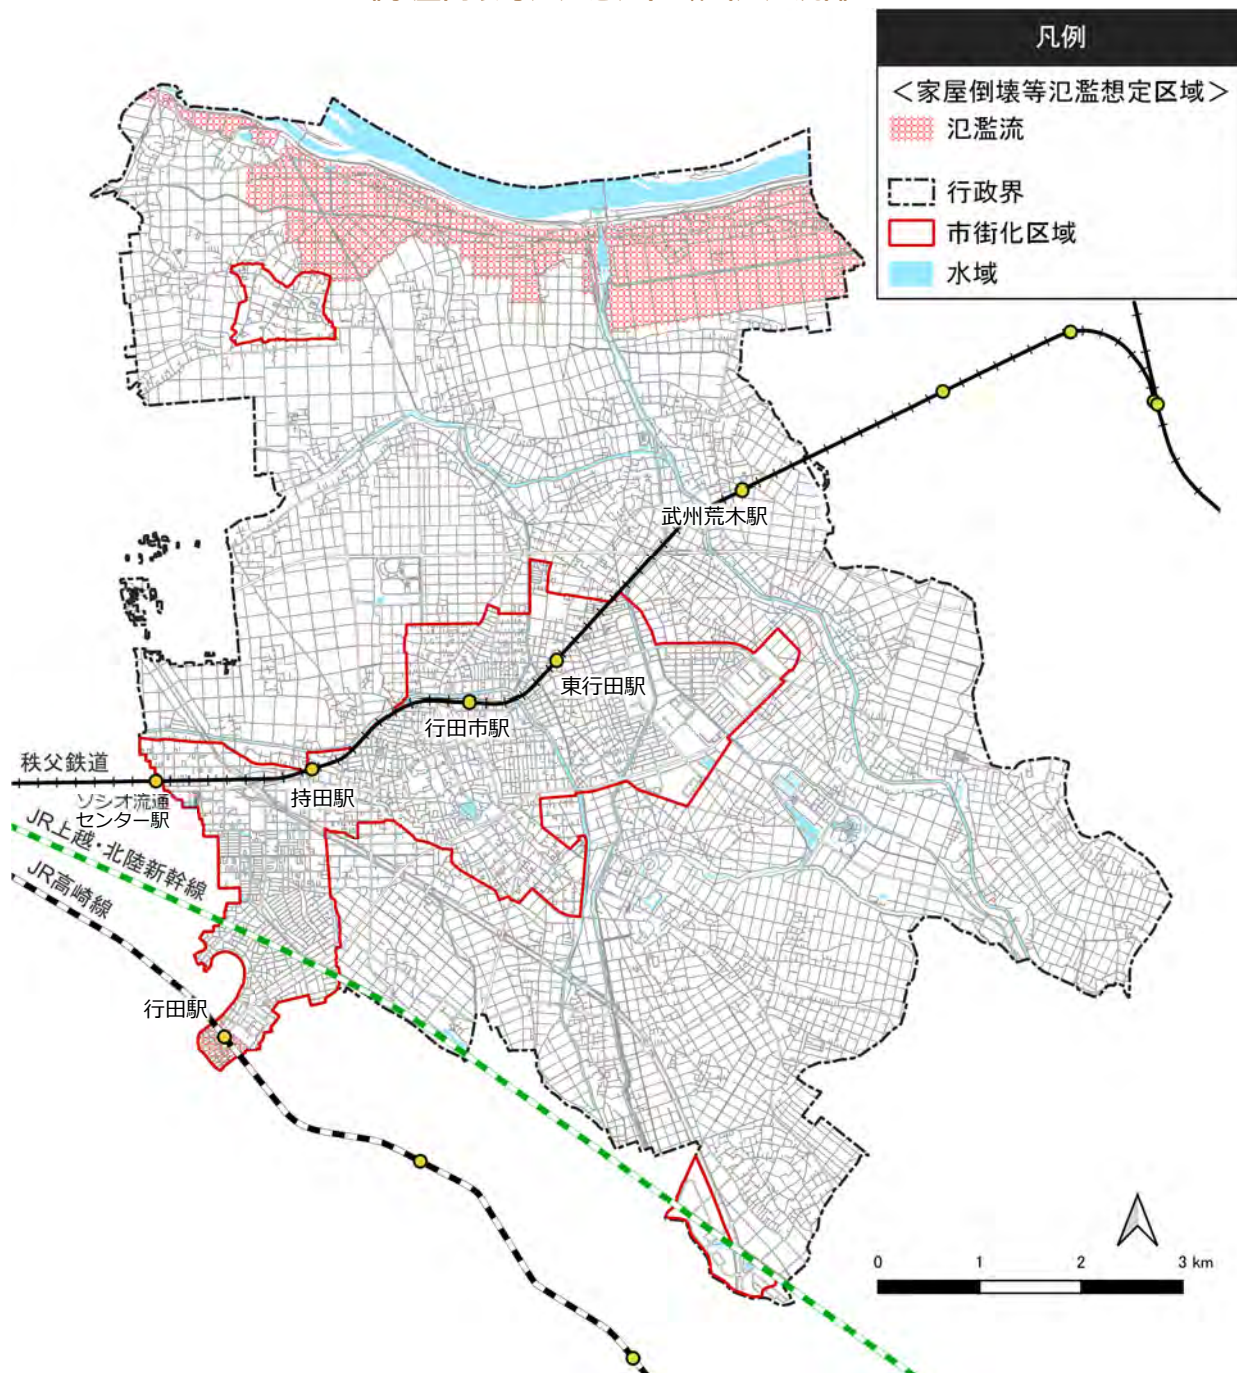 凡例
<家屋倒壊等氾濫想定区域>
氾濫流
行政界
市街化区域
水域
武州荒木駅
東行田駅
行田市駅
秩父鉄道
持田駅
ソシオ流通
センター駅
JR上越・北陸新幹線
JR高崎線
行田駅
0 1 2 3 km